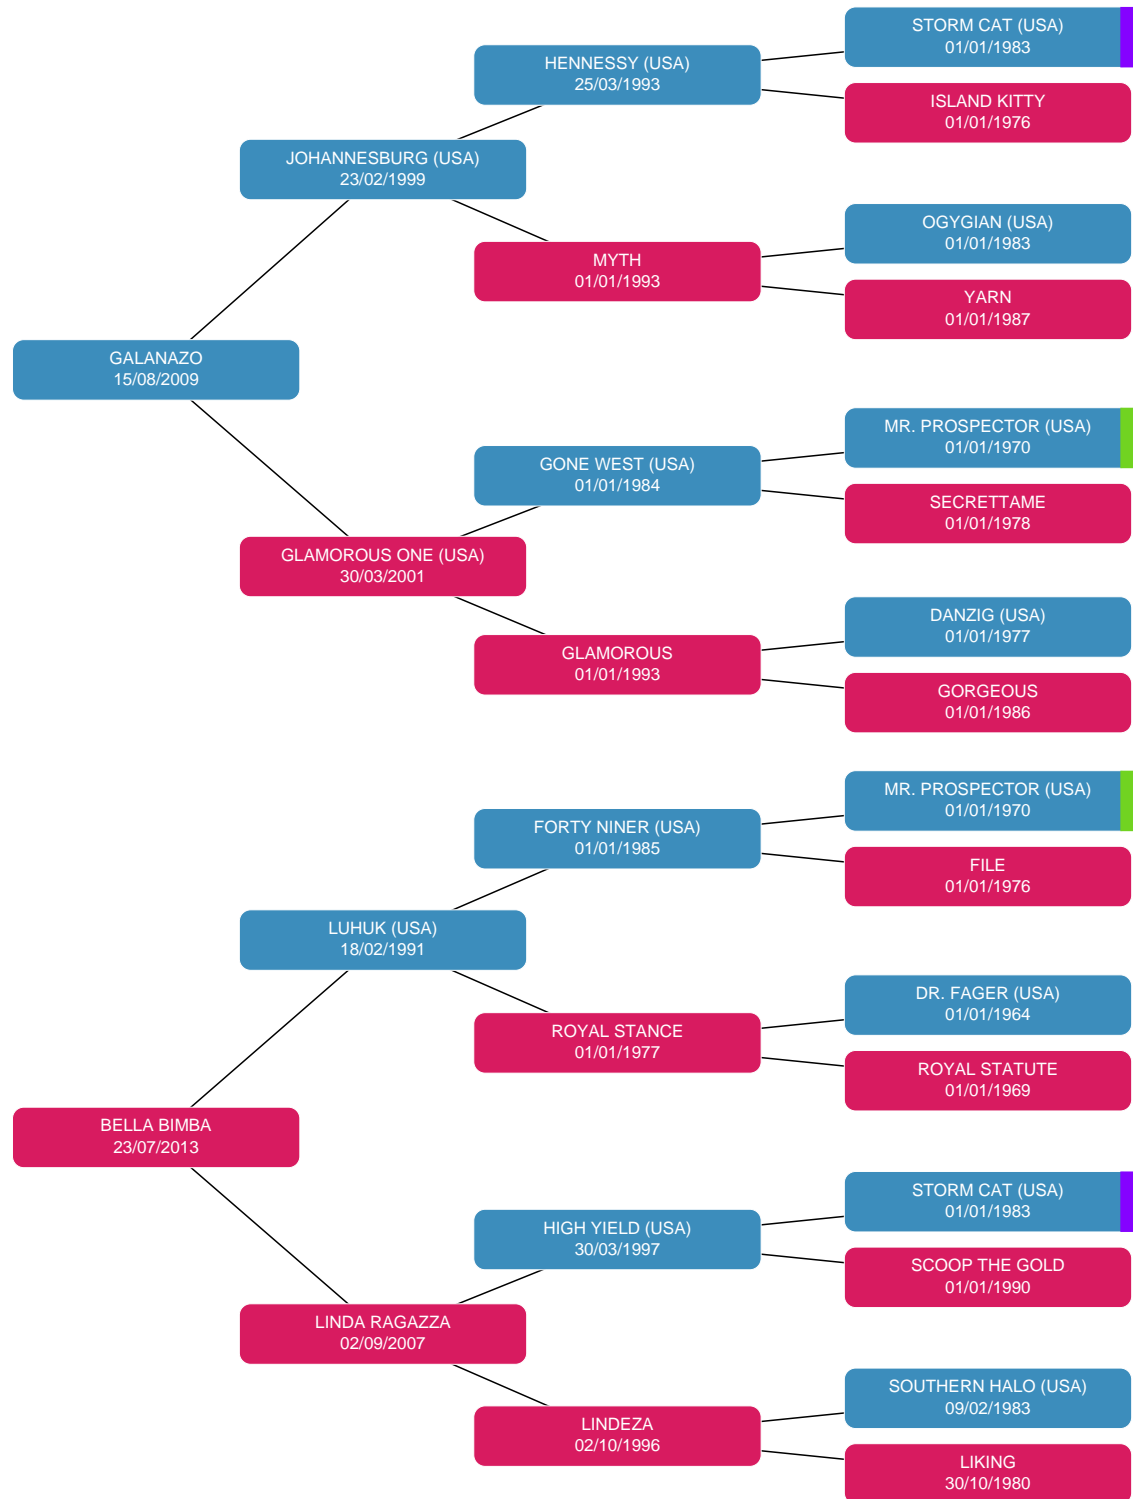 STORM CAT (USA)
01/01/1983
HENNESSY (USA)
25/03/1993
ISLAND KITTY
01/01/1976
JOHANNESBURG (USA)
23/02/1999
OGYGIAN (USA)
01/01/1983
MYTH
01/01/1993
YARN
01/01/1987
GALANAZO
15/08/2009
MR. PROSPECTOR (USA)
01/01/1970
GONE WEST (USA)
01/01/1984
SECRETTAME
01/01/1978
GLAMOROUS ONE (USA)
30/03/2001
DANZIG (USA)
01/01/1977
GLAMOROUS
01/01/1993
GORGEOUS
01/01/1986
MR. PROSPECTOR (USA)
01/01/1970
FORTY NINER (USA)
01/01/1985
FILE
01/01/1976
LUHUK (USA)
18/02/1991
DR. FAGER (USA)
01/01/1964
ROYAL STANCE
01/01/1977
ROYAL STATUTE
01/01/1969
BELLA BIMBA
23/07/2013
STORM CAT (USA)
01/01/1983
HIGH YIELD (USA)
30/03/1997
SCOOP THE GOLD
01/01/1990
LINDA RAGAZZA
02/09/2007
SOUTHERN HALO (USA)
09/02/1983
LINDEZA
02/10/1996
LIKING
30/10/1980